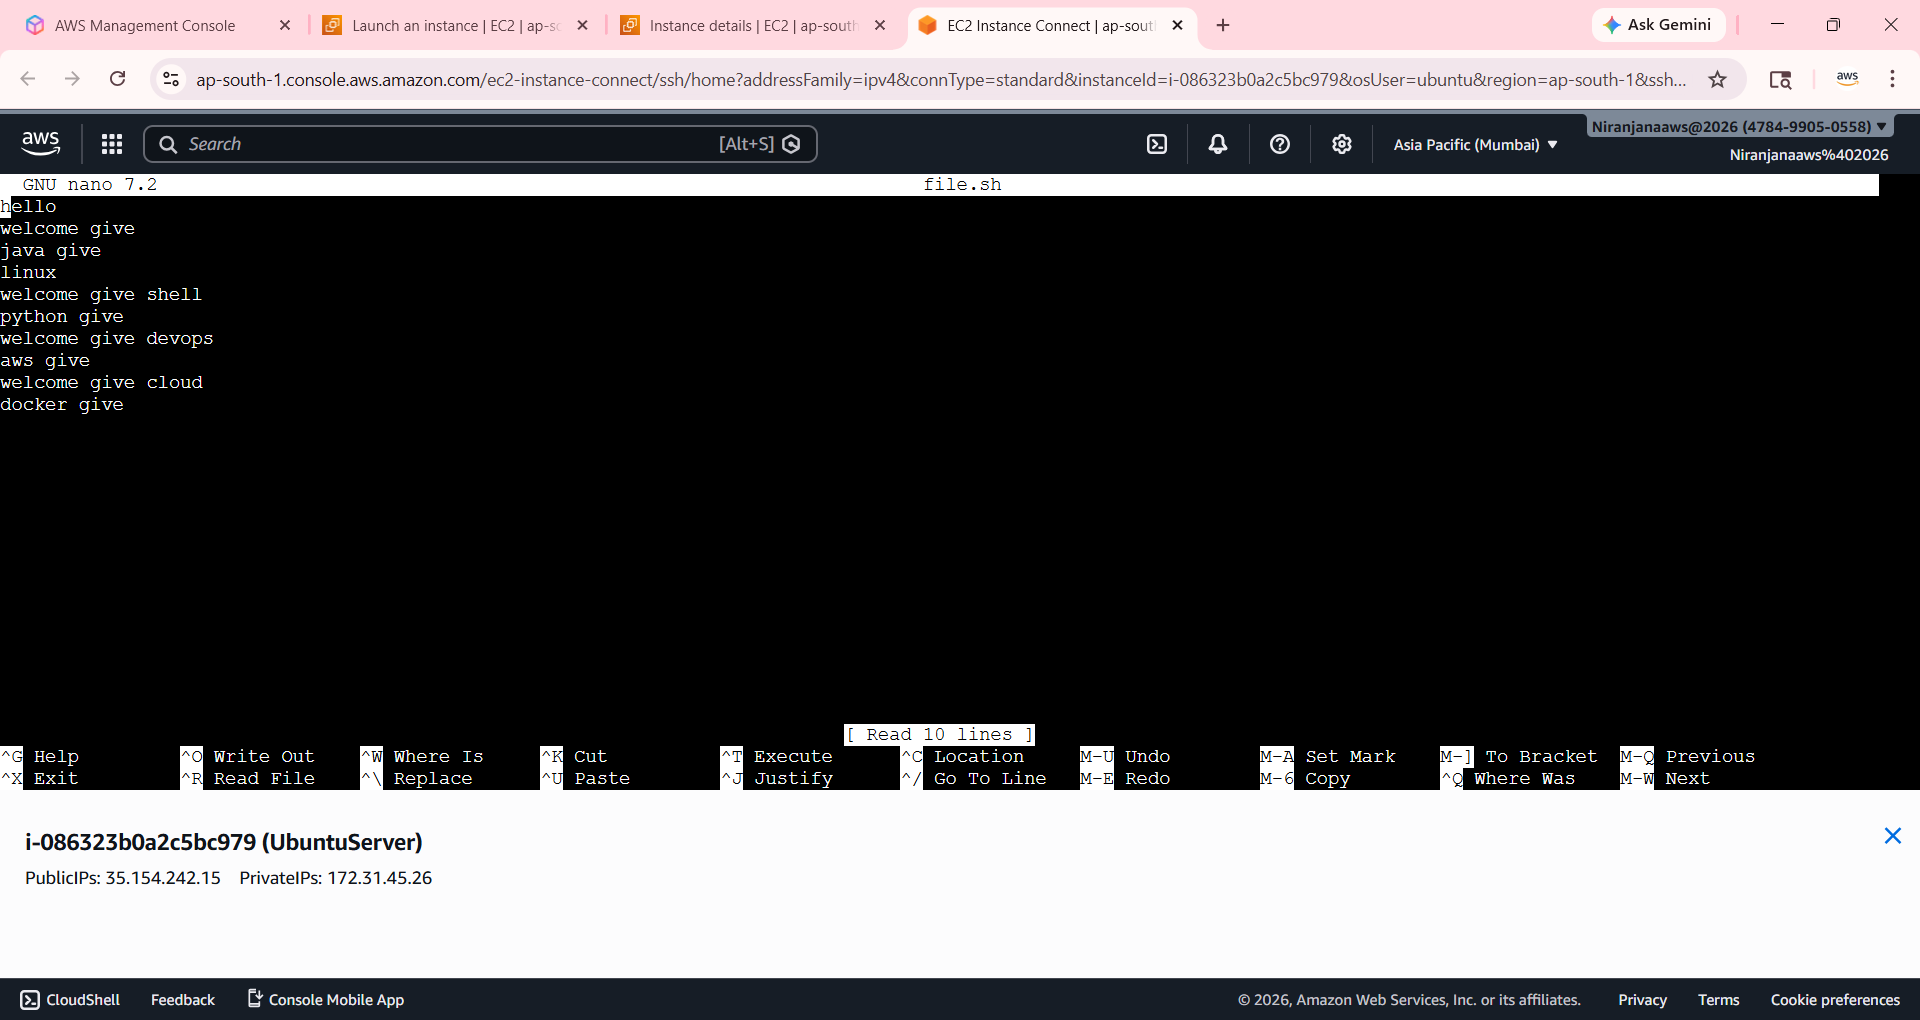 AWS Management Console
Launch an instance | EC2 | ap-so
Instance details | EC2 | ap-south
EC2 Instance Connect | ap-sout
Ask Gemini
ap-south-1.console.aws.amazon.com/ec2-instance-connect/ssh/home?addressFamily=ipv4&connType=standard&instanceId=i-086323b0a2c5bc979&osUser=ubuntu&region=ap-south-1&ssh...
aws
aws
Search
[Alt+S]
Asia Pacific (Mumbai)
Niranjanaaws@2026 (4784-9905-0558)
Niranjanaaws%402026
GNU nano 7.2 file.sh
hello
welcome give
java give
linux
welcome give shell
python give
welcome give devops
aws give
welcome give cloud
docker give
[ Read 10 lines ]
^G Help ^O Write Out ^W Where Is ^K Cut ^T Execute ^C Location M-U Undo M-A Set Mark M-] To Bracket M-Q Previous
^X Exit ^R Read File ^\ Replace ^U Paste ^J Justify ^/ Go To Line M-E Redo M-6 Copy ^Q Where Was M-W Next
i-086323b0a2c5bc979 (UbuntuServer)
PublicIPs: 35.154.242.15 PrivateIPs: 172.31.45.26
CloudShell Feedback Console Mobile App
© 2026, Amazon Web Services, Inc. or its affiliates. Privacy Terms Cookie preferences